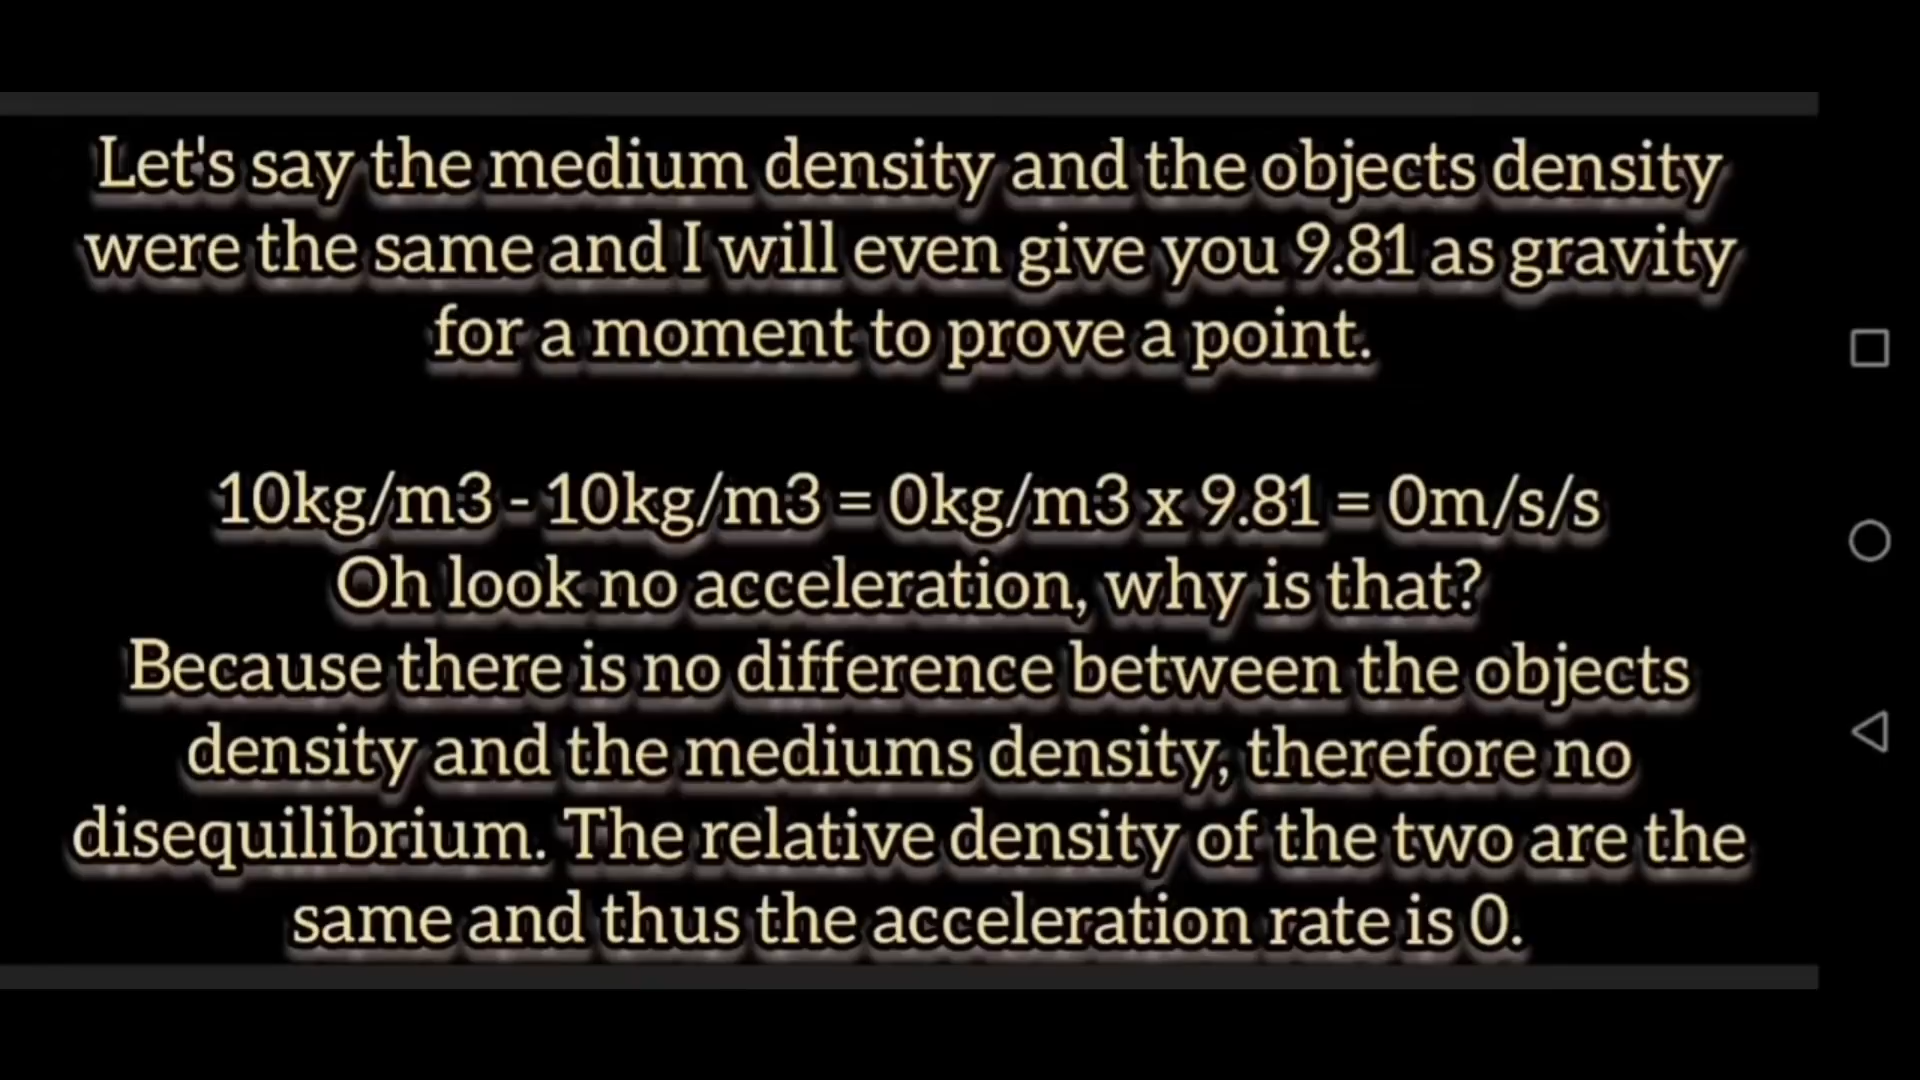 Let's say the medium density and the objects density
were the same and I will even give you 9.81 as gravity
for a moment to prove a point.
10kg/m3 - 10kg/m3 = 0kg/m3 x 9.81 = 0m/s/s
Oh look no acceleration, why is that?
Because there is no difference between the objects
density and the mediums density, therefore no
disequilibrium. The relative density of the two are the
same and thus the acceleration rate is 0.